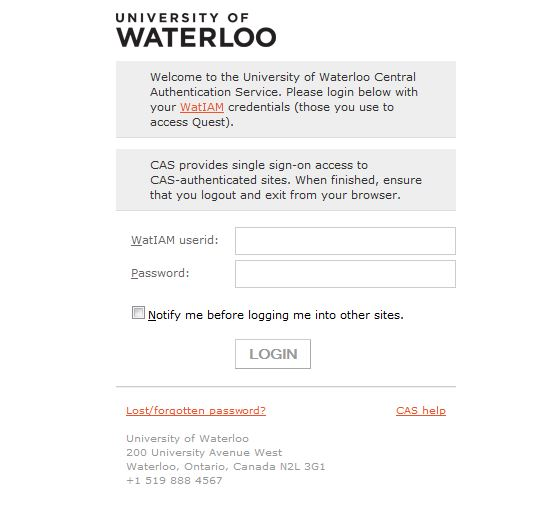 UNIVERSITY OF
WATERLOO
Welcome to the University of Waterloo Central
Authentication Service. Please login below with
your WatIAM credentials (those you use to
access Quest).
CAS provides single sign-on access to
CAS-authenticated sites. When finished, ensure
that you logout and exit from your browser.
WatIAM userid:
Password:
Notify me before logging me into other sites.
LOGIN
Lost/forgotten password? CAS help
University of Waterloo
200 University Avenue West
Waterloo, Ontario, Canada N2L 3G1
+1 519 888 4567